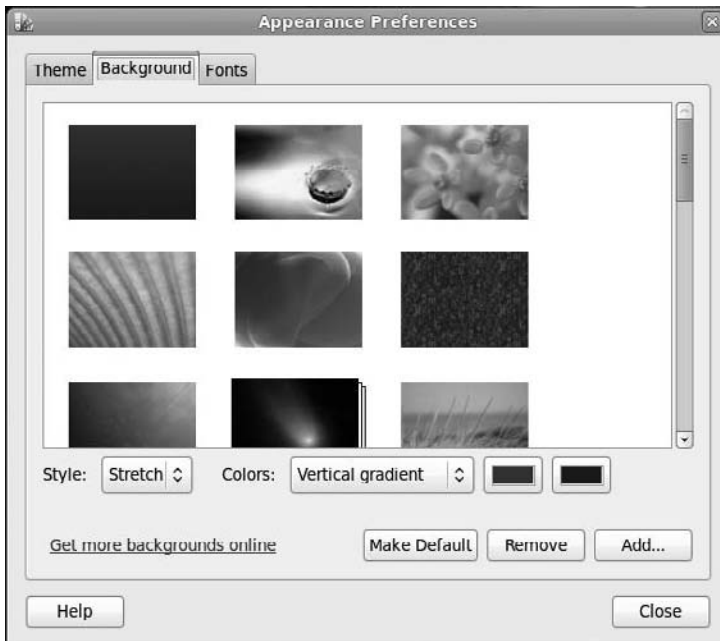 Appearance Preferences
Theme Background Fonts
Style: Stretch Colors: Vertical gradient
Get more backgrounds online Make Default Remove Add...
Help Close